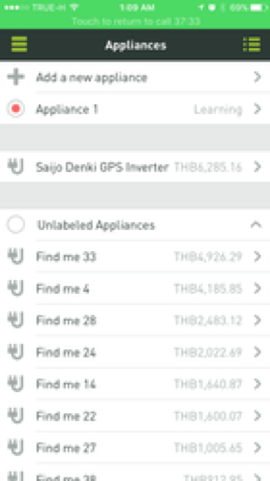 TRUE-H 1:09 AM 69%
Touch to return to call 37:33
Appliances
Add a new appliance
Appliance 1 Learning
Saijo Denki GPS Inverter THB6,285.16
Unlabeled Appliances
Find me 33 THB4,926.29
Find me 4 THB4,185.85
Find me 28 THB2,483.12
Find me 24 THB2,022.69
Find me 14 THB1,640.87
Find me 22 THB1,600.07
Find me 27 THB1,005.65
Find me 38 THB812.95